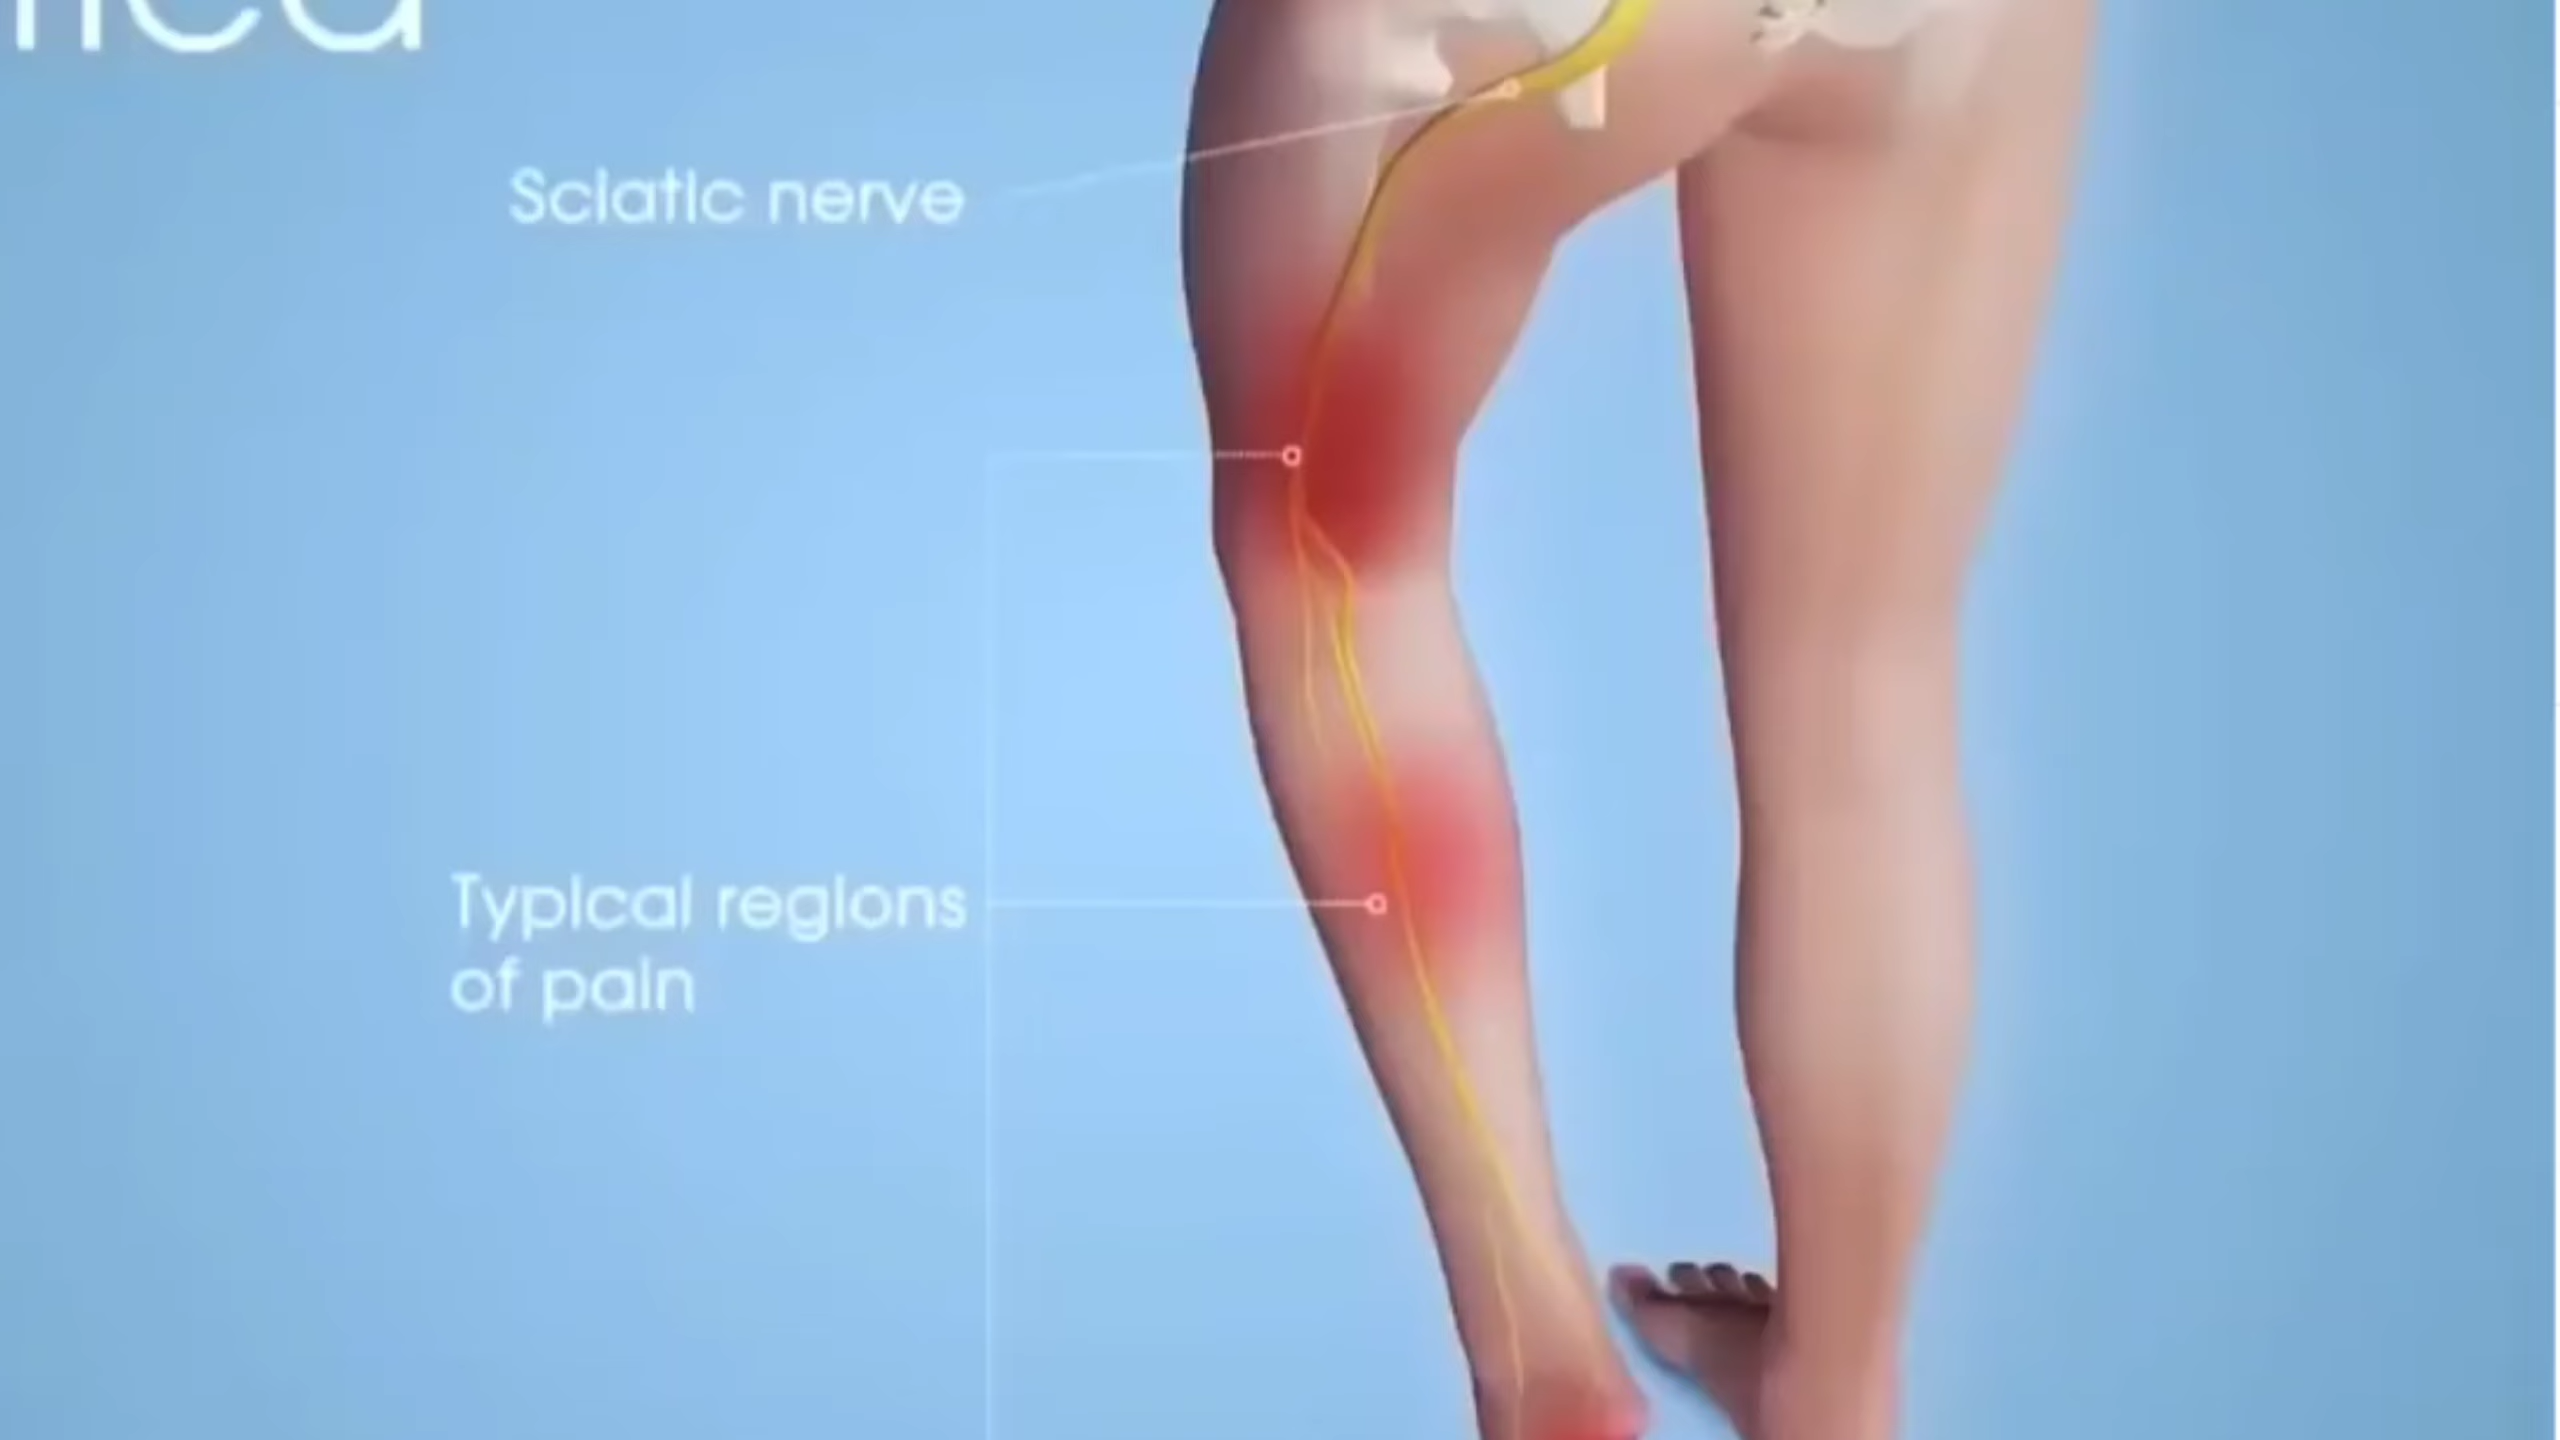 Sciatic nerve
Typical regions
of pain